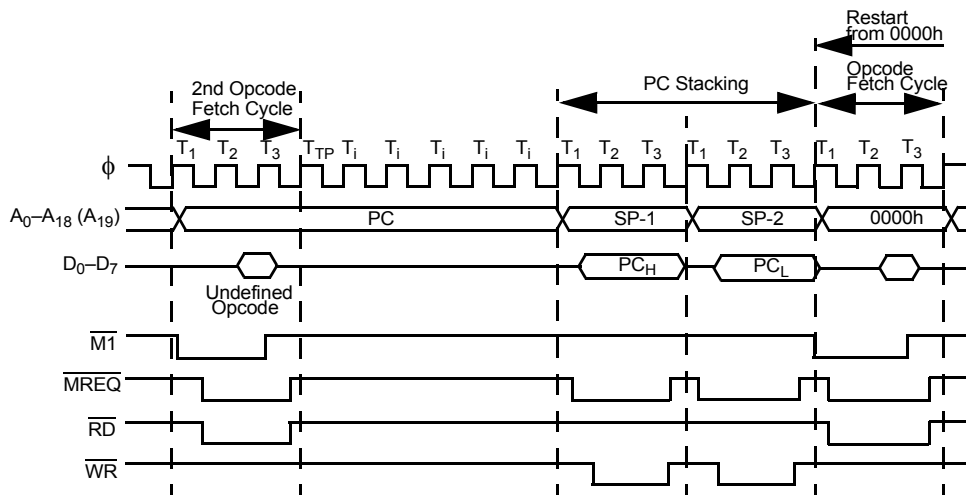 Restart
from 0000h
2nd Opcode
Fetch Cycle
PC Stacking
Opcode
Fetch Cycle
T1 T2 T3 TTP Ti Ti Ti Ti Ti T1 T2 T3 T1 T2 T3 T1 T2 T3
ϕ
A0–A18 (A19) PC SP-1 SP-2 0000h
D0–D7 PCH PCL
Undefined
Opcode
M1
MREQ
RD
WR